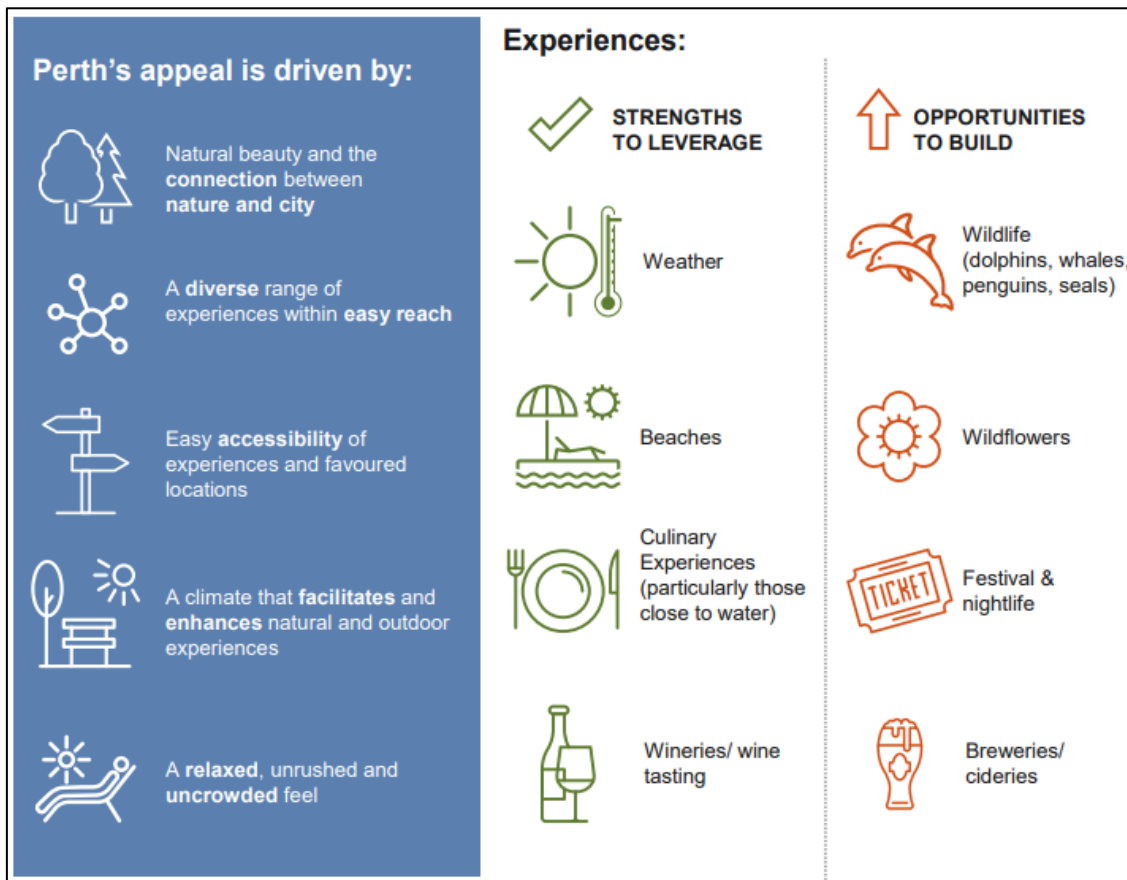 Perth's appeal is driven by:
Natural beauty and the
connection between
nature and city
A diverse range of
experiences within easy reach
Easy accessibility of
experiences and favoured
locations
A climate that facilitates and
enhances natural and outdoor
experiences
A relaxed, unrushed and
uncrowded feel
Experiences:
STRENGTHS
TO LEVERAGE
Weather
Beaches
Culinary
Experiences
(particularly those
close to water)
Wineries/ wine
tasting
OPPORTUNITIES
TO BUILD
Wildlife
(dolphins, whales,
penguins, seals)
Wildflowers
TICKET
Festival &
nightlife
Breweries/
cideries